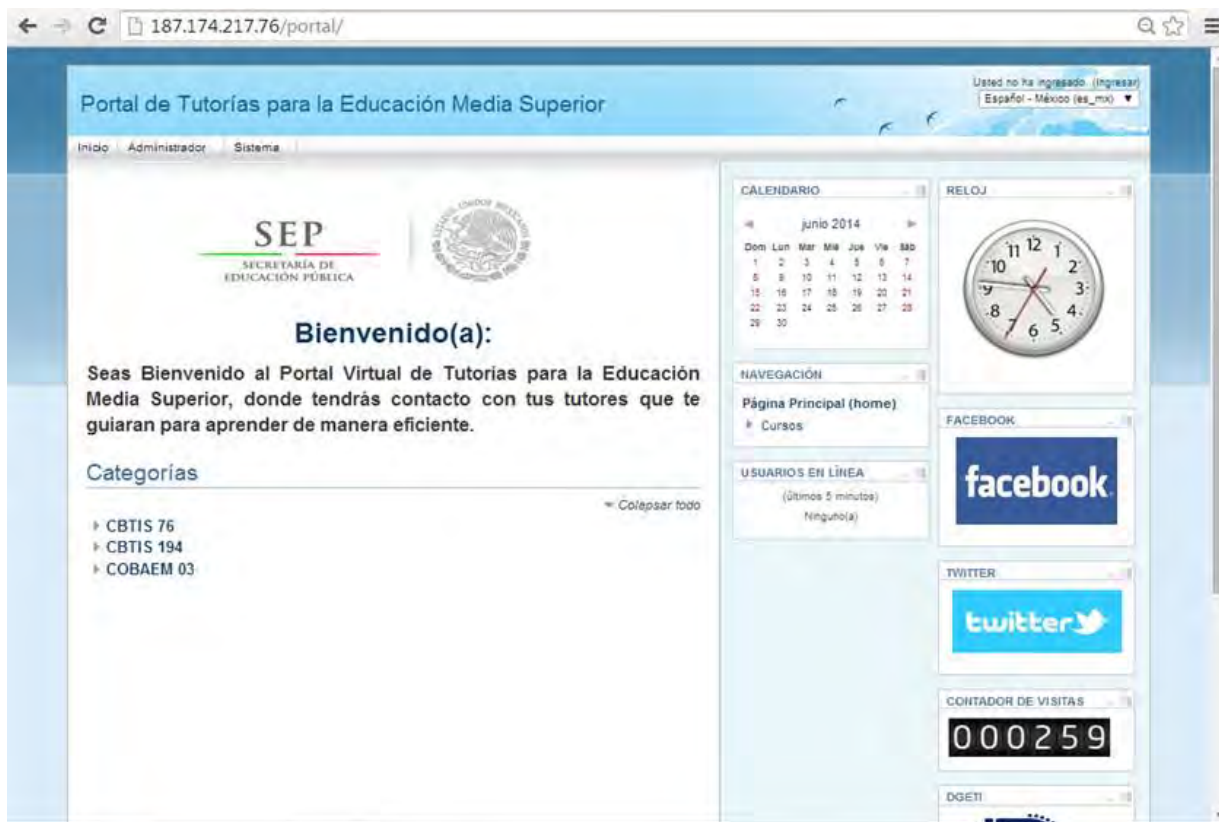 187.174.217.76/portal/
Portal de Tutorías para la Educación Media Superior
Usted no ha ingresado. (Ingresar)
Español - México (es_mx)
Inicio Administrador Sistema
SEP
SECRETARÍA DE
EDUCACIÓN PÚBLICA
Bienvenido(a):
Seas Bienvenido al Portal Virtual de Tutorías para la Educación
Media Superior, donde tendrás contacto con tus tutores que te
guiaran para aprender de manera eficiente.
Categorías
Colepsar todo
CBTIS 76
CBTIS 194
COBAEM 03
CALENDARIO
junio 2014
Dom Lun Mar Mié Jue Vie Sáb
1 2 3 4 5 6 7
8 9 10 11 12 13 14
15 16 17 18 19 20 21
22 23 24 25 26 27 28
29 30
NAVEGACIÓN
Página Principal (home)
Cursos
USUARIOS EN LÍNEA
(últimos 5 minutos)
Ninguno(a)
RELOJ
12 1 2 3 4 5 6 7 8 9 10 11
FACEBOOK
facebook
TWITTER
twitter
CONTADOR DE VISITAS
000259
DGETI